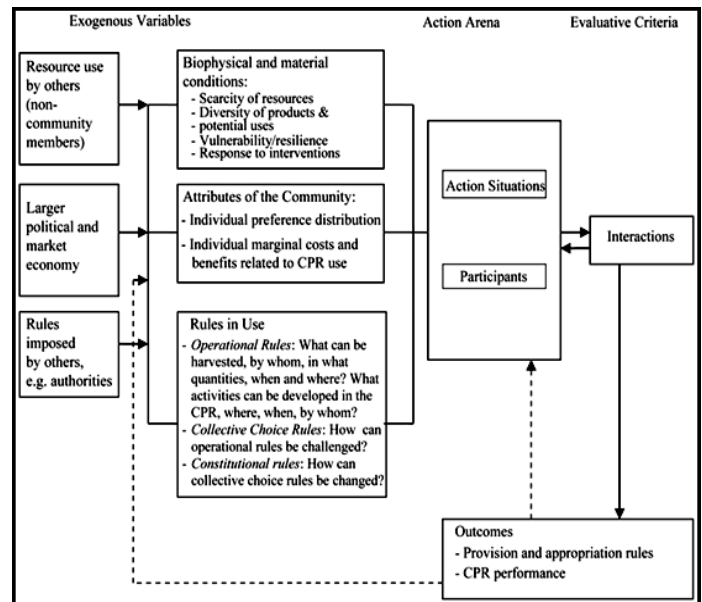 Exogenous Variables
Action Arena
Evaluative Criteria
Resource use
by others
(non-
community
members)
Biophysical and material
conditions:
- Scarcity of resources
- Diversity of products &
- potential uses
- Vulnerability/resilience
- Response to interventions
Larger
political and
market
economy
Attributes of the Community:
- Individual preference distribution
- Individual marginal costs and
benefits related to CPR use
Rules
imposed
by others,
e.g. authorities
Rules in Use
- Operational Rules: What can be
harvested, by whom, in what
quantities, when and where? What
activities can be developed in the
CPR, where, when, by whom?
- Collective Choice Rules: How can
operational rules be challenged?
- Constitutional rules: How can
collective choice rules be changed?
Action Situations
Participants
Interactions
Outcomes
- Provision and appropriation rules
- CPR performance